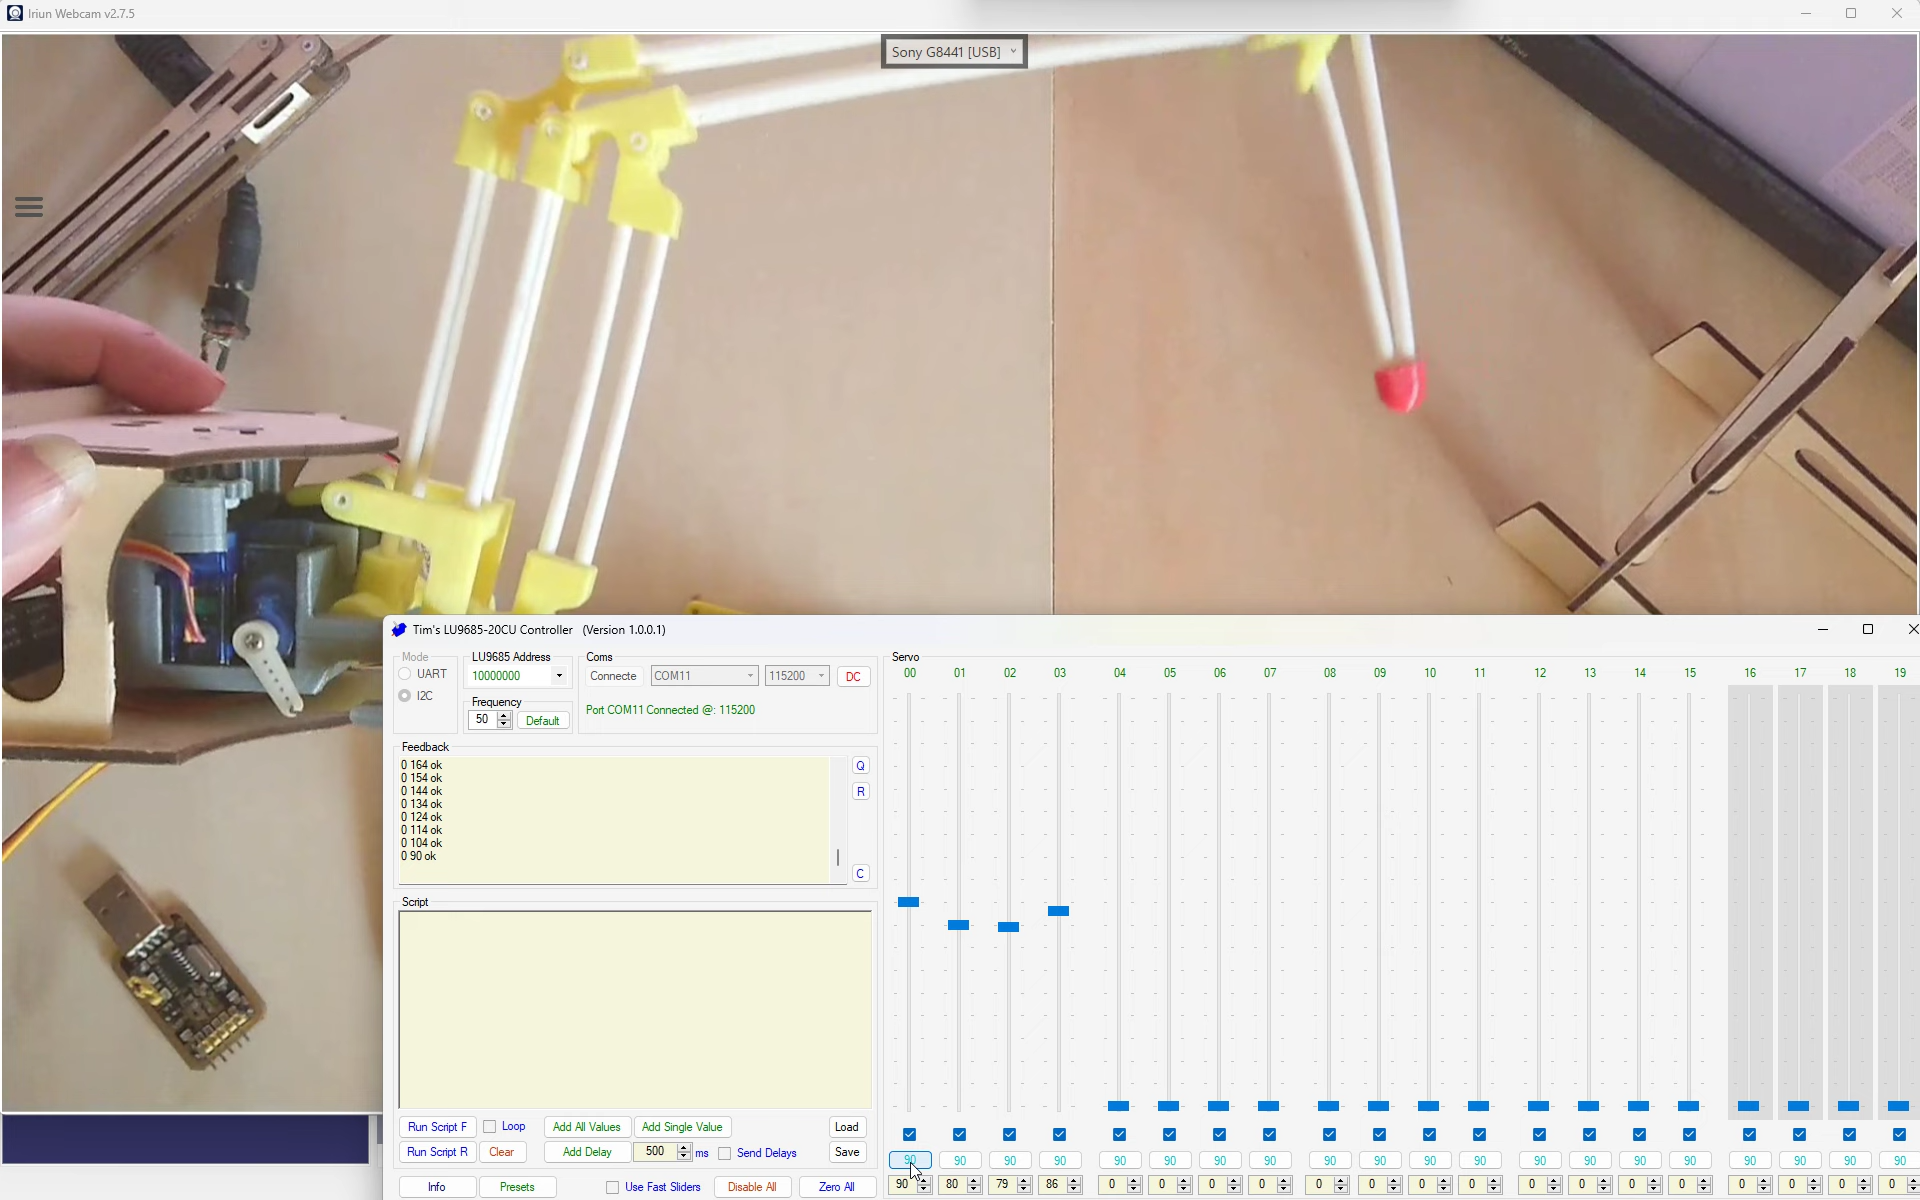 Iriun Webcam v2.7.5
Sony G8441 [USB]
Tim's LU9685-20CU Controller (Version 1.0.0.1)
Mode
UART
I2C
LU9685 Address
10000000
Frequency
50
Default
Coms
Connecte
COM11
115200
DC
Port COM11 Connected @: 115200
Feedback
0 164 ok
0 154 ok
0 144 ok
0 134 ok
0 124 ok
0 114 ok
0 104 ok
0 90 ok
Q
R
C
Script
Run Script F
Loop
Add All Values
Add Single Value
Load
Run Script R
Clear
Add Delay
500
ms
Send Delays
Save
Info
Presets
Use Fast Sliders
Disable All
Zero All
Servo
00 01 02 03 04 05 06 07 08 09 10 11 12 13 14 15 16 17 18 19
90 90 90 90 90 90 90 90 90 90 90 90 90 90 90 90 90 90 90 90
90 80 79 86 0 0 0 0 0 0 0 0 0 0 0 0 0 0 0 0